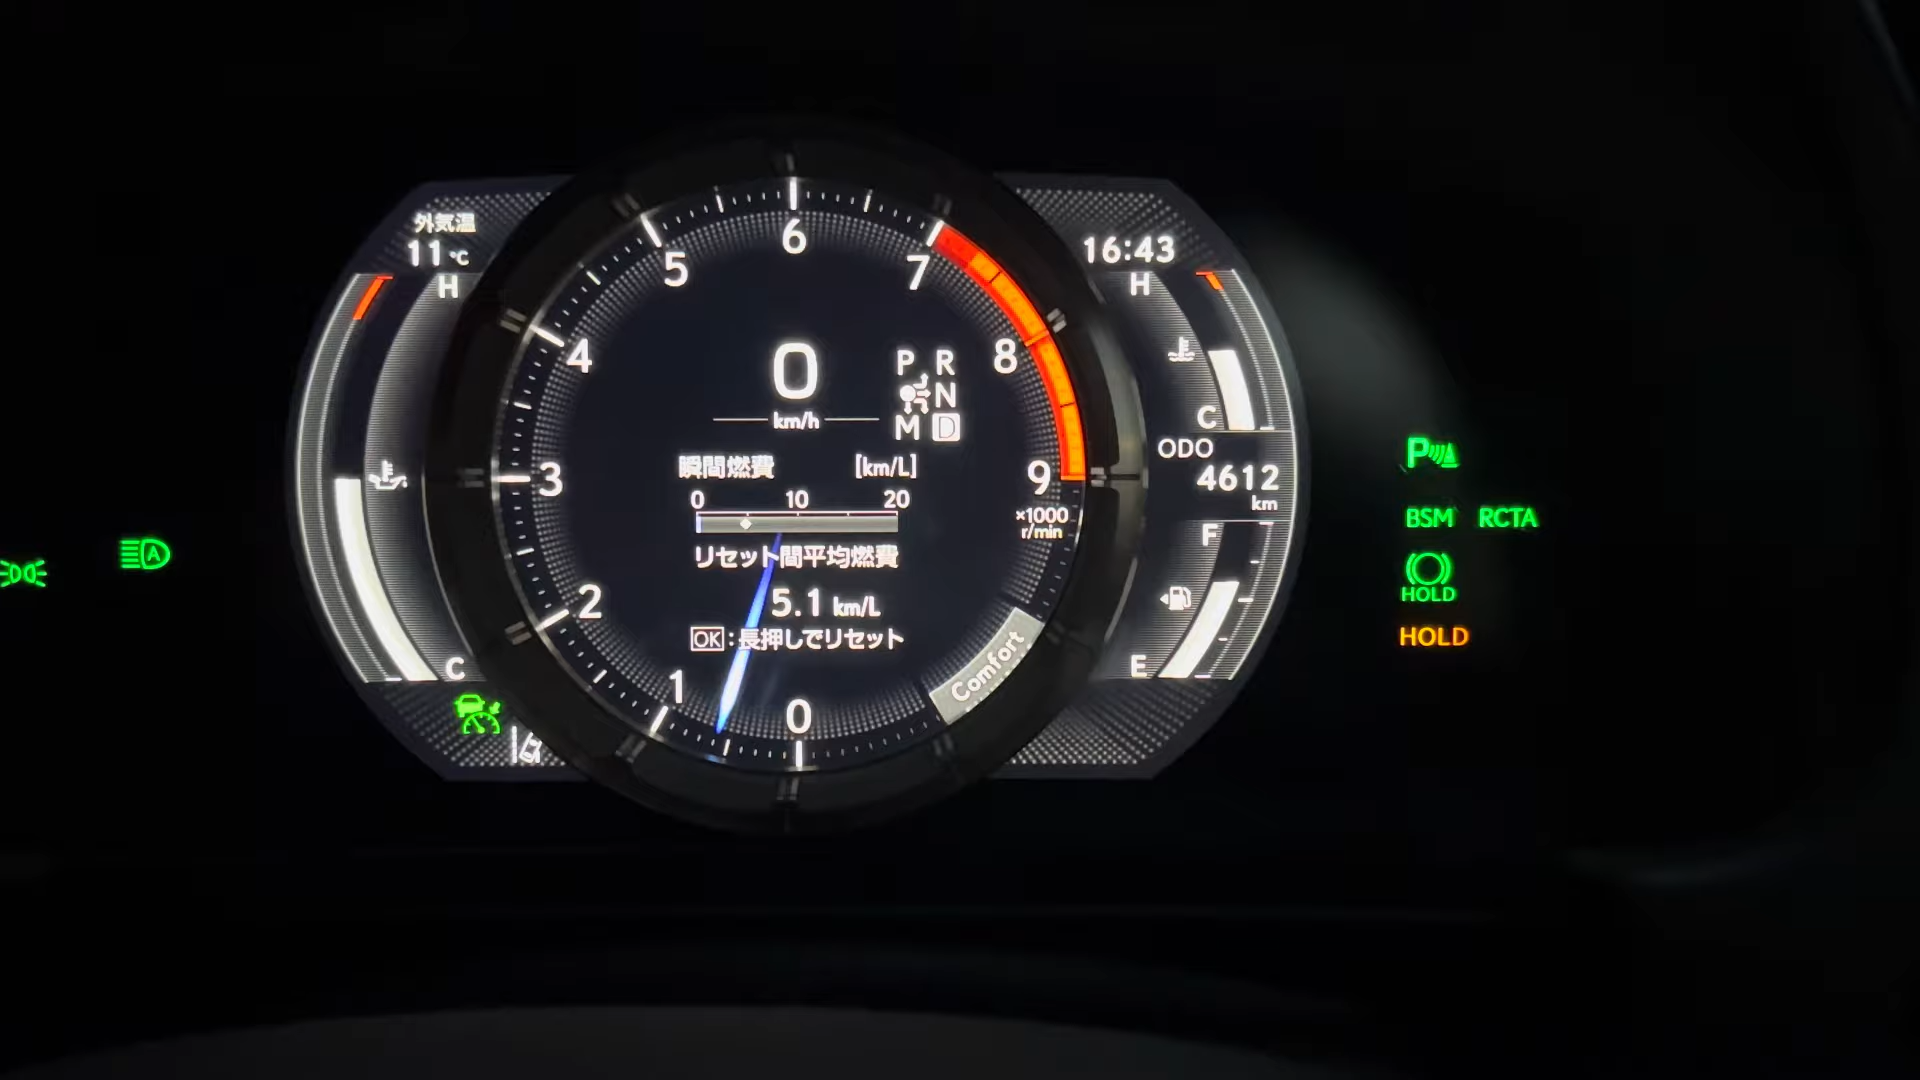 外気温
11℃
H
C
6
5
7
4
8
3
9
×1000
r/min
2
1
0
0
km/h
P R
N
M D
瞬間燃費 [km/L]
0 10 20
リセット間平均燃費
5.1 km/L
OK:長押しでリセット
Comfort
16:43
H
C
ODO
4612
km
F
E
A
P
BSM RCTA
HOLD
HOLD